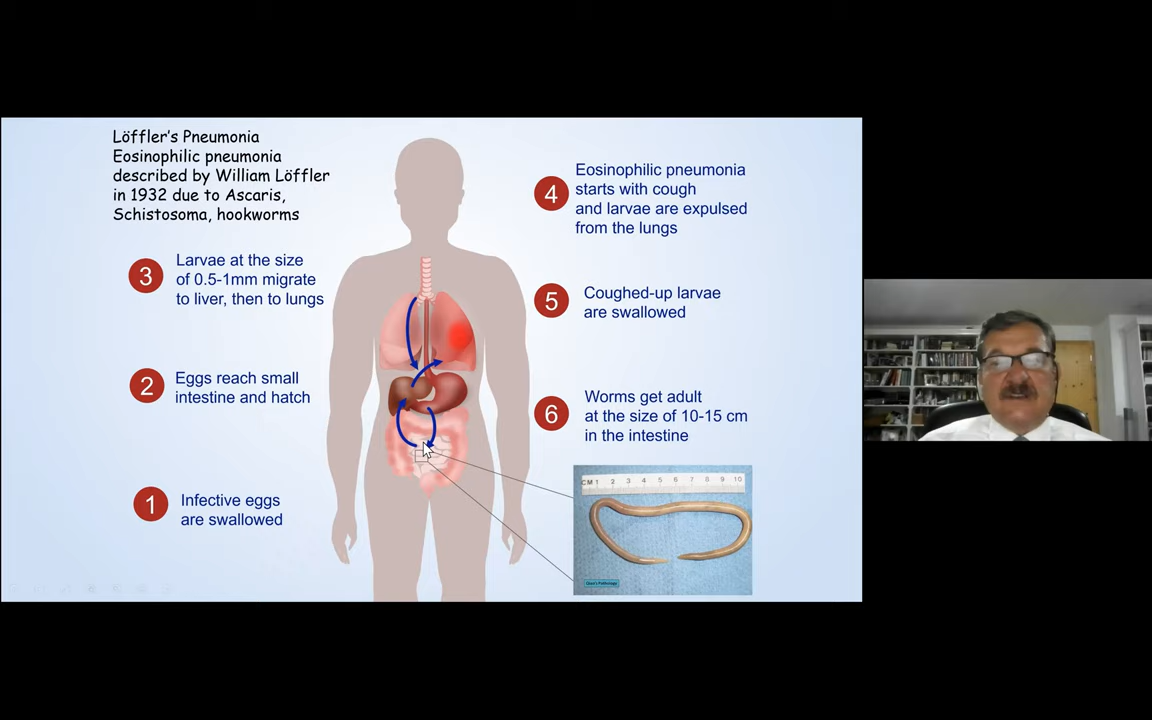 Löffler's Pneumonia
Eosinophilic pneumonia
described by William Löffler
in 1932 due to Ascaris,
Schistosoma, hookworms
3
Larvae at the size
of 0.5-1mm migrate
to liver, then to lungs
2
Eggs reach small
intestine and hatch
1
Infective eggs
are swallowed
4
Eosinophilic pneumonia
starts with cough
and larvae are expulsed
from the lungs
5
Coughed-up larvae
are swallowed
6
Worms get adult
at the size of 10-15 cm
in the intestine
CM 1 2 3 4 5 6 7 8 9 10